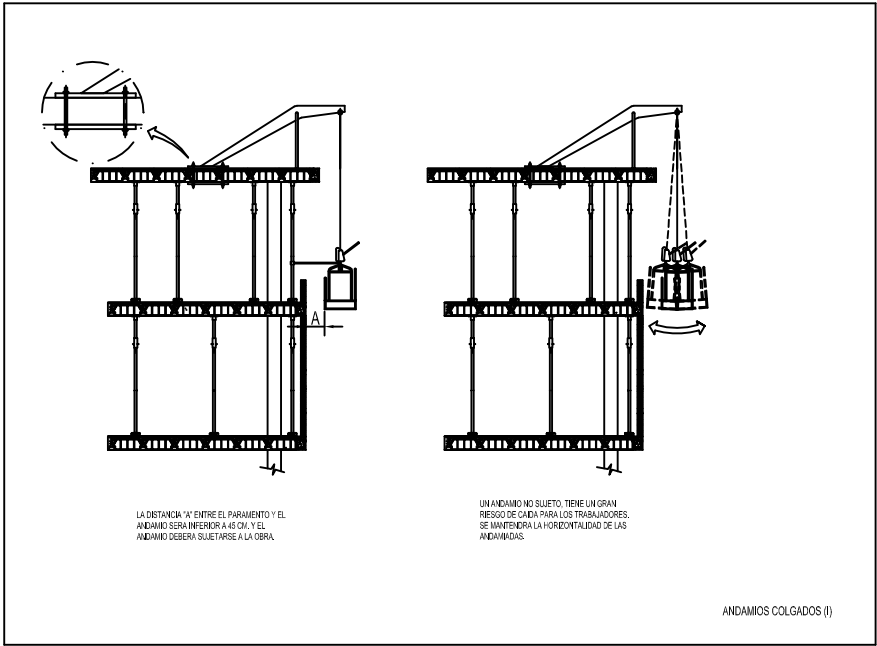 A
LA DISTANCIA "A" ENTRE EL PARAMENTO Y EL
ANDAMIO SERA INFERIOR A 45 CM. Y EL
ANDAMIO DEBERA SUJETARSE A LA OBRA.
UN ANDAMIO NO SUJETO, TIENE UN GRAN
RIESGO DE CAIDA PARA LOS TRABAJADORES.
SE MANTENDRA LA HORIZONTALIDAD DE LAS
ANDAMIADAS.
ANDAMIOS COLGADOS (I)